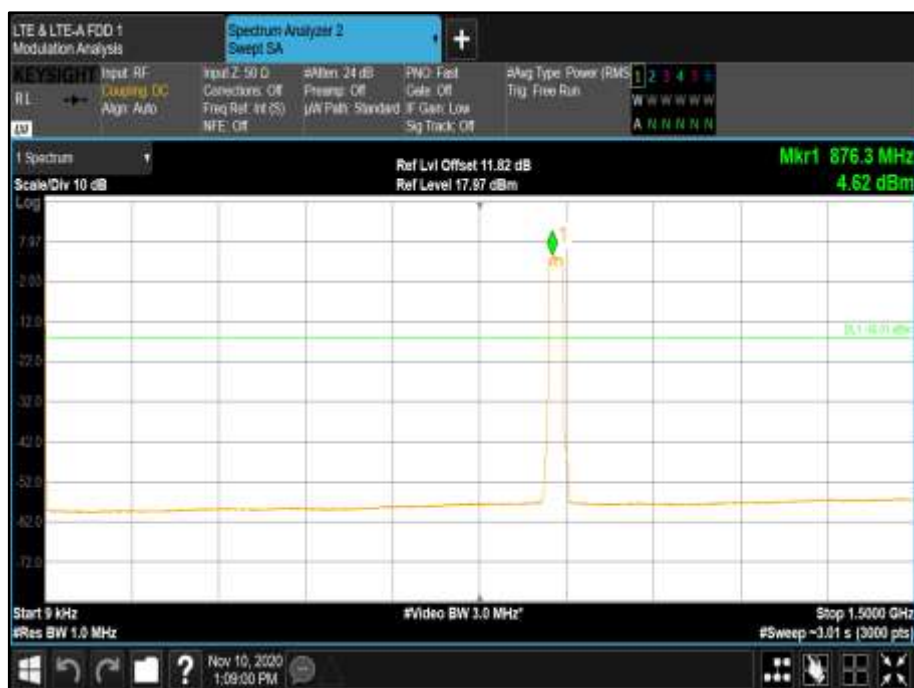 LTE & LTE-A FDD 1
Modulation Analysis
Spectrum Analyzer 2
Swept SA
+
KEYSIGHT
Input: RF
Coupling: DC
Align: Auto
RL
LXI
Input Z: 50 Ω
Corrections: Off
Freq Ref: Int (S)
NFE: Off
#Atten: 24 dB
Preamp: Off
µW Path: Standard
PNO: Fast
Gate: Off
IF Gain: Low
Sig Track: Off
#Avg Type: Power (RMS
Trig: Free Run
1 2 3 4 5 6
W W W W W W
A N N N N N
1 Spectrum
Scale/Div 10 dB
Ref Lvl Offset 11.82 dB
Ref Level 17.97 dBm
Mkr1 876.3 MHz
4.62 dBm
Log
7.97
-2.03
-12.0
-22.0
-32.0
-42.0
-52.0
-62.0
-72.0
1
Start 9 kHz
#Res BW 1.0 MHz
#Video BW 3.0 MHz*
Stop 1.5000 GHz
#Sweep ~3.01 s (3000 pts)
?
Nov 10, 2020
1:09:00 PM